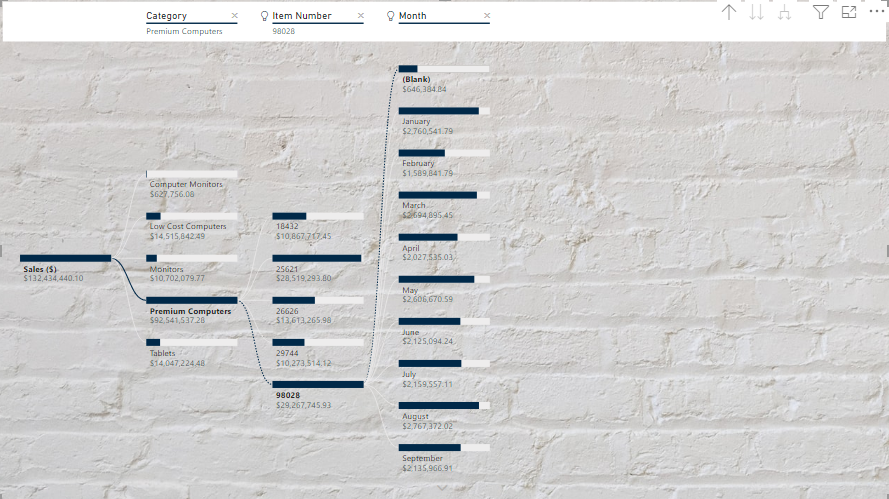 Category
Premium Computers
Item Number
98028
Month
Sales ($)
$132,434,440.10
Computer Monitors
$627,756.08
Low Cost Computers
$14,515,842.49
Monitors
$10,702,079.77
Premium Computers
$92,541,537.28
Tablets
$14,047,224.48
18432
$10,867,717.45
25621
$28,519,293.80
26626
$13,613,265.98
29744
$10,273,514.12
98028
$29,267,745.93
(Blank)
$646,384.84
January
$2,760,541.79
February
$1,589,841.79
March
$2,694,895.45
April
$2,027,535.03
May
$2,606,670.59
June
$2,125,094.24
July
$2,159,557.11
August
$2,767,372.02
September
$2,135,966.91